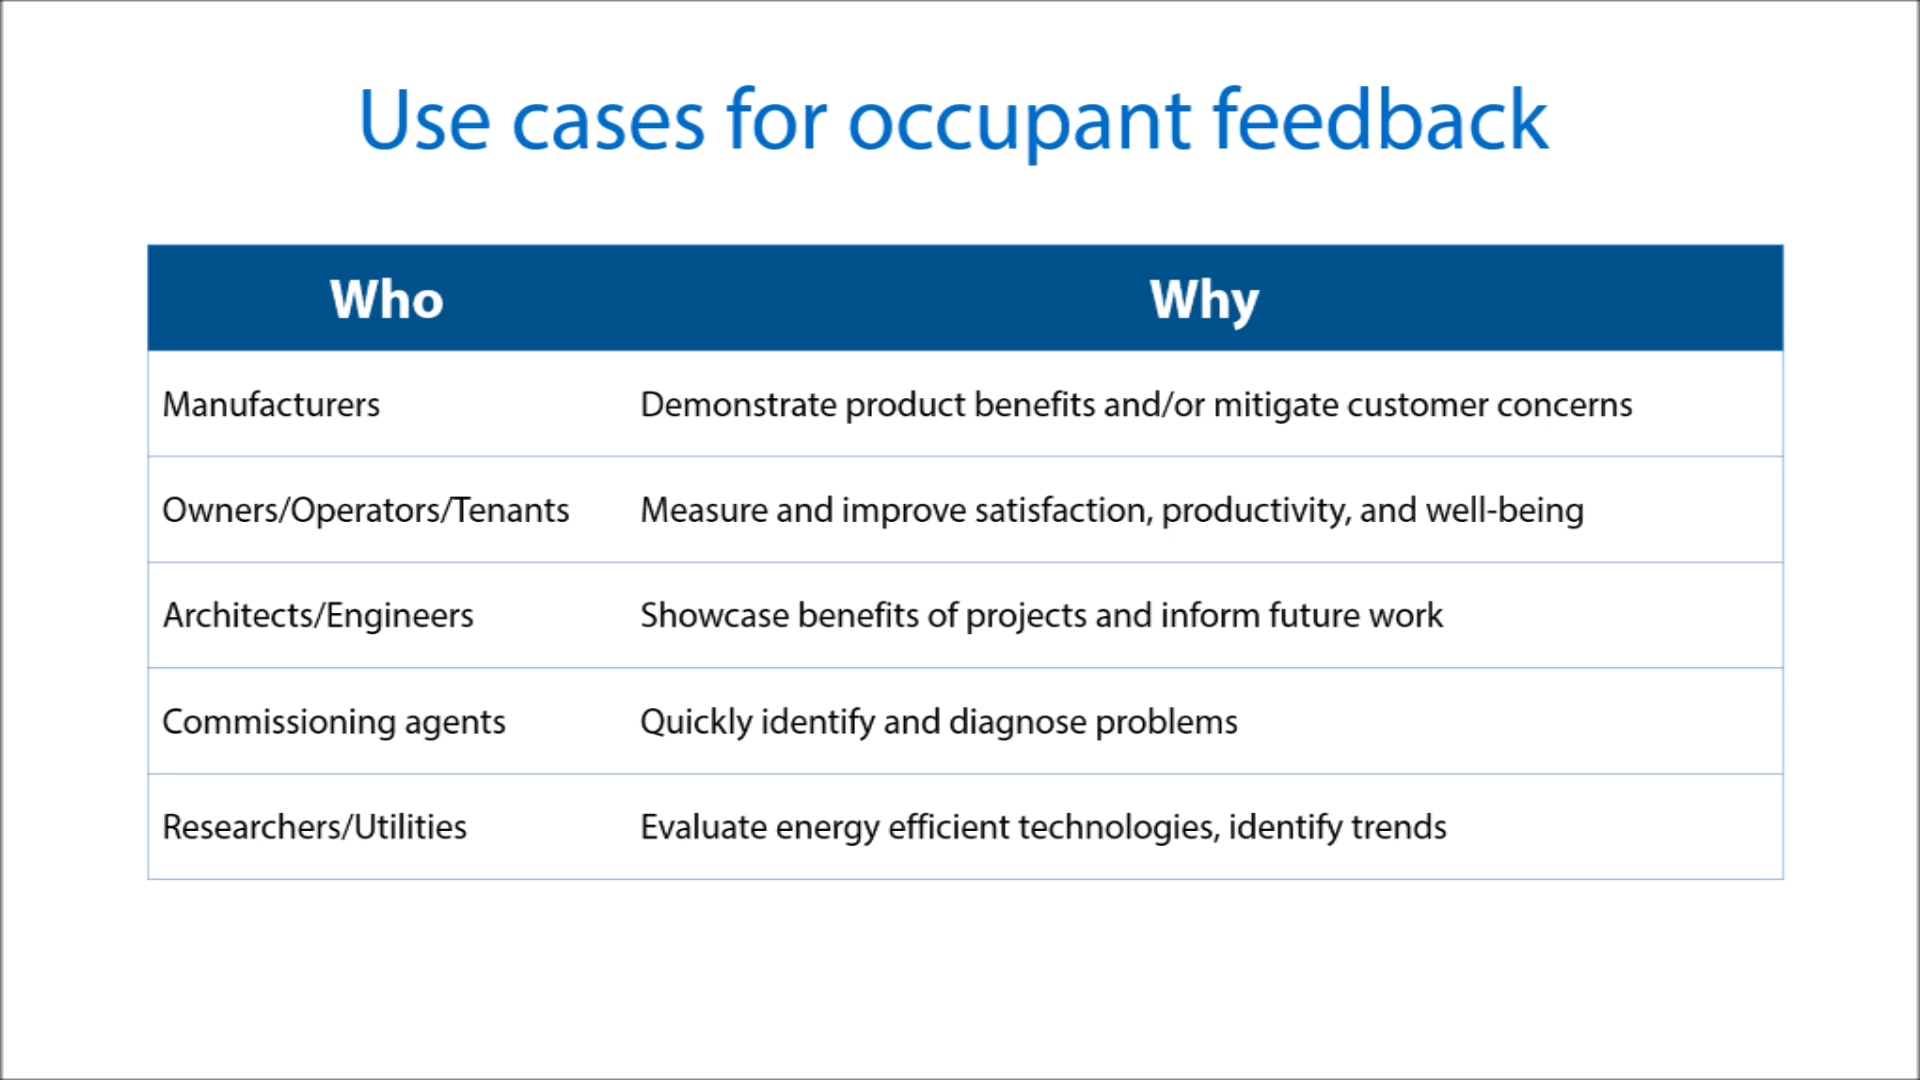 Use cases for occupant feedback
Who Why
Manufacturers Demonstrate product benefits and/or mitigate customer concerns
Owners/Operators/Tenants Measure and improve satisfaction, productivity, and well-being
Architects/Engineers Showcase benefits of projects and inform future work
Commissioning agents Quickly identify and diagnose problems
Researchers/Utilities Evaluate energy efficient technologies, identify trends